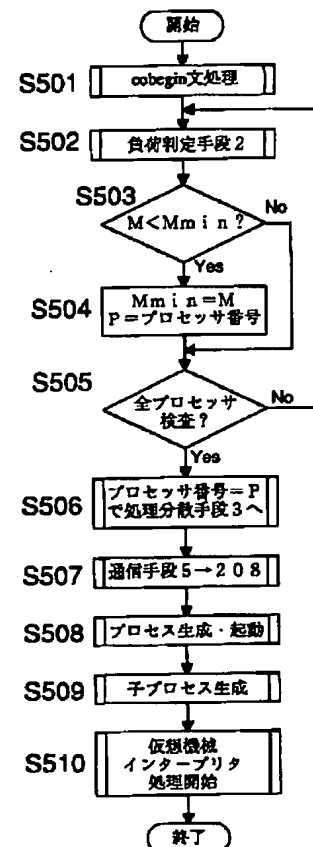 開始
S501
cobegin文処理
S502
負荷判定手段2
S503
M<Mmin?
No
Yes
S504
Mmin=M
P=プロセッサ番号
S505
全プロセッサ
検査?
No
Yes
S506
プロセッサ番号=P
で処理分散手段3へ
S507
通信手段5→208
S508
プロセス生成・起動
S509
子プロセス生成
S510
仮想機械
インタープリタ
処理開始
終了